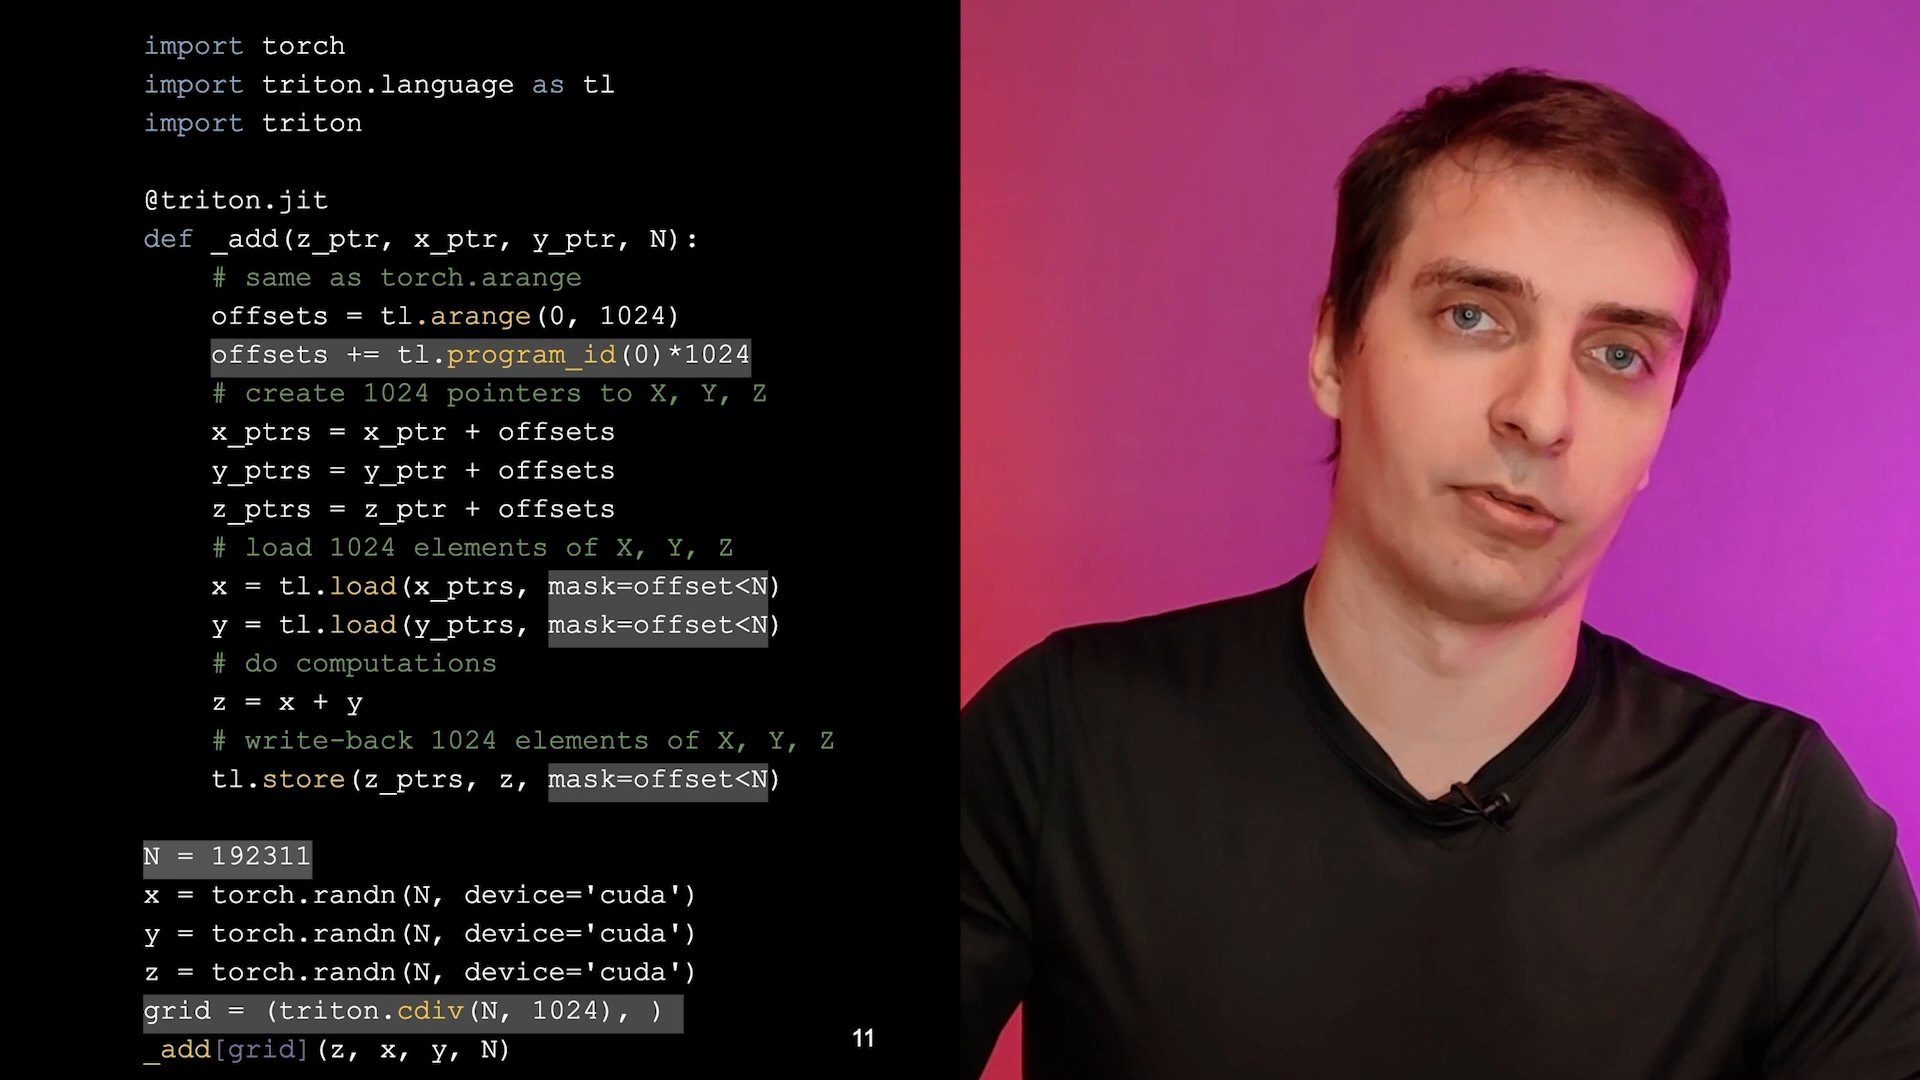 import torch
import triton.language as tl
import triton
@triton.jit
def _add(z_ptr, x_ptr, y_ptr, N):
# same as torch.arange
offsets = tl.arange(0, 1024)
offsets += tl.program_id(0)*1024
# create 1024 pointers to X, Y, Z
x_ptrs = x_ptr + offsets
y_ptrs = y_ptr + offsets
z_ptrs = z_ptr + offsets
# load 1024 elements of X, Y, Z
x = tl.load(x_ptrs, mask=offset<N)
y = tl.load(y_ptrs, mask=offset<N)
# do computations
z = x + y
# write-back 1024 elements of X, Y, Z
tl.store(z_ptrs, z, mask=offset<N)
N = 192311
x = torch.randn(N, device='cuda')
y = torch.randn(N, device='cuda')
z = torch.randn(N, device='cuda')
grid = (triton.cdiv(N, 1024), )
_add[grid](z, x, y, N)
11